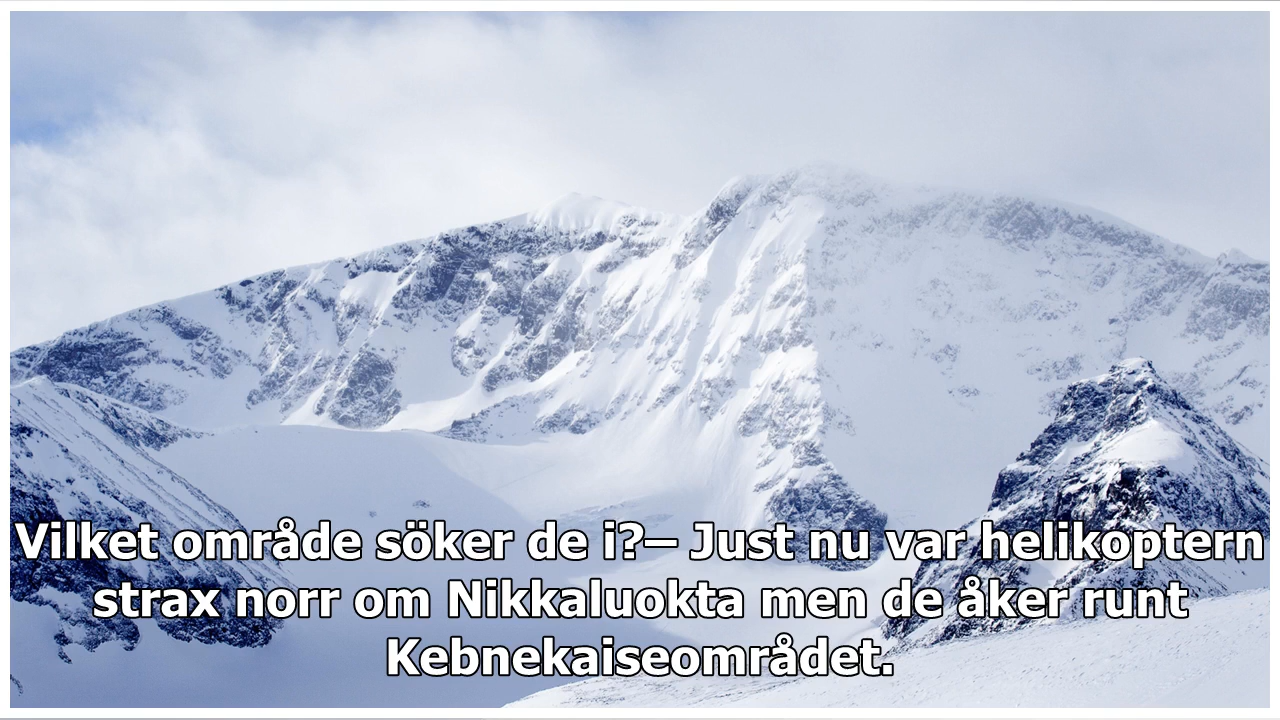 Vilket område söker de i?– Just nu var helikoptern
strax norr om Nikkaluokta men de åker runt
Kebnekaiseområdet.